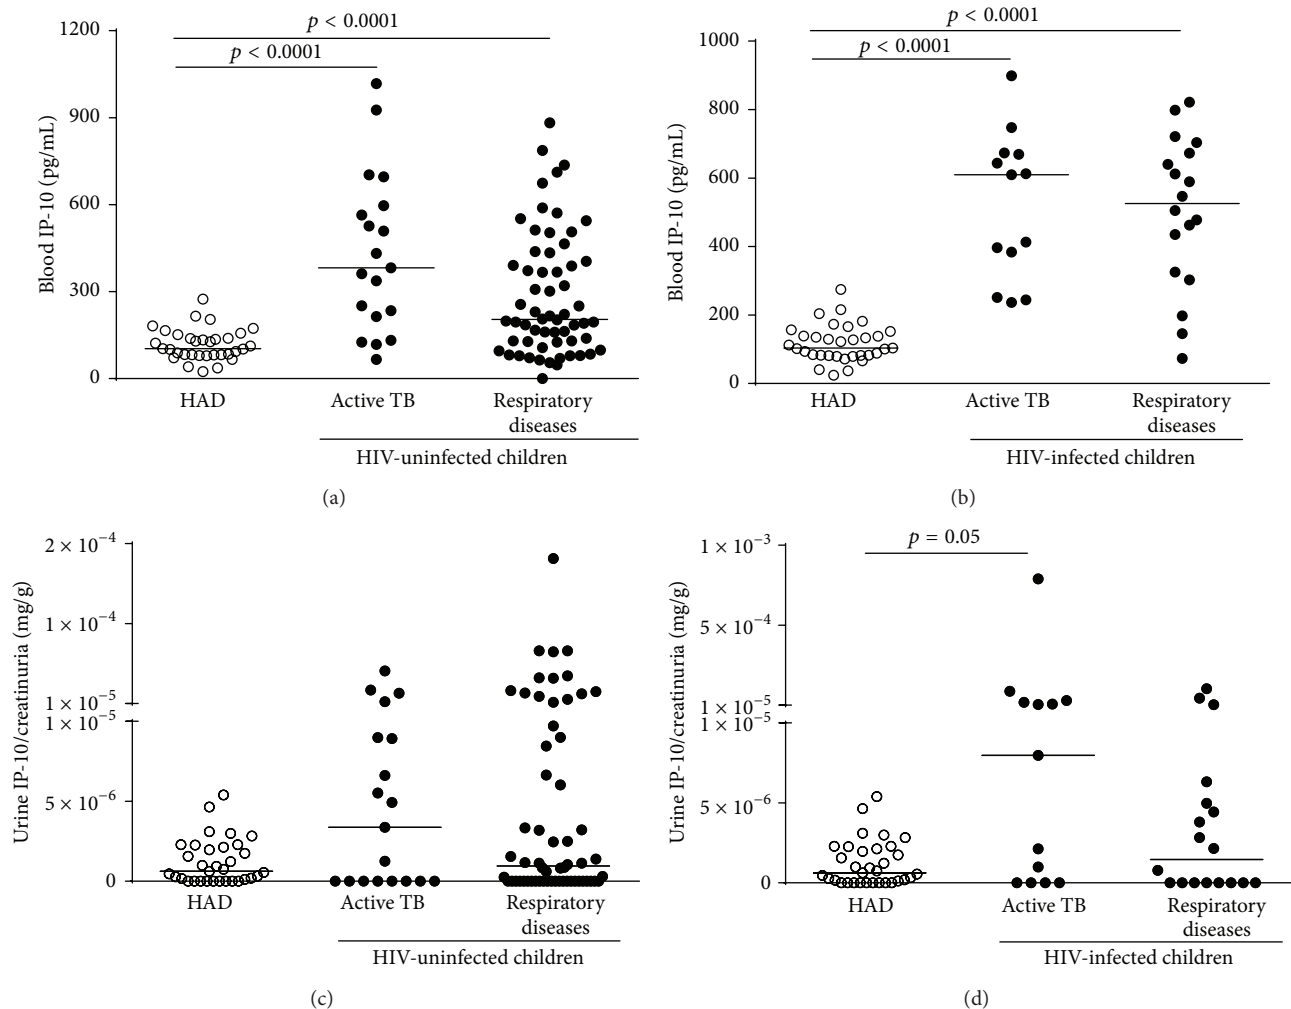 p < 0.0001
p < 0.0001
1200
900
600
300
0
Blood IP-10 (pg/mL)
HAD
Active TB
Respiratory
diseases
HIV-uninfected children
(a)
p < 0.0001
p < 0.0001
1000
800
600
400
200
0
Blood IP-10 (pg/mL)
HAD
Active TB
Respiratory
diseases
HIV-infected children
(b)
2 × 10⁻⁴
1 × 10⁻⁴
1 × 10⁻⁵
1 × 10⁻⁵
5 × 10⁻⁶
0
Urine IP-10/creatinuria (mg/g)
HAD
Active TB
Respiratory
diseases
HIV-uninfected children
(c)
p = 0.05
1 × 10⁻³
5 × 10⁻⁴
1 × 10⁻⁵
1 × 10⁻⁵
5 × 10⁻⁶
0
Urine IP-10/creatinuria (mg/g)
HAD
Active TB
Respiratory
diseases
HIV-infected children
(d)